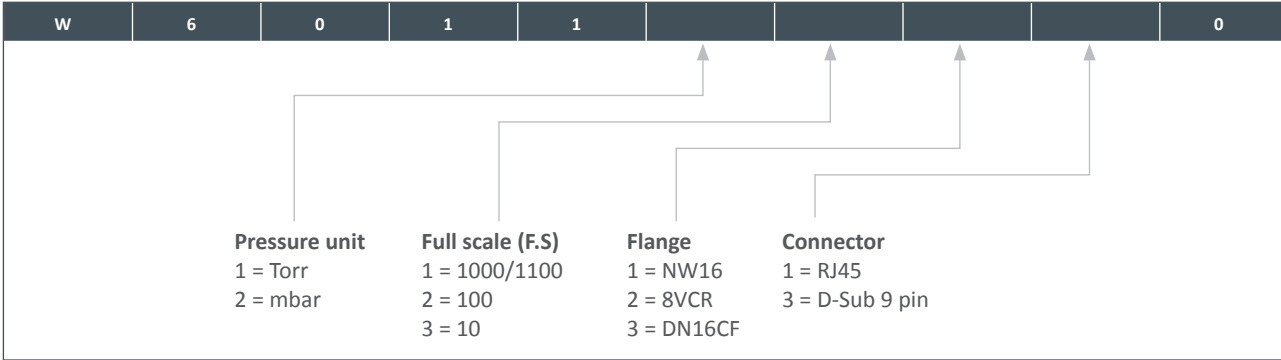 W 6 0 1 1 0
Pressure unit Full scale (F.S) Flange Connector
1 = Torr 1 = 1000/1100 1 = NW16 1 = RJ45
2 = mbar 2 = 100 2 = 8VCR 3 = D-Sub 9 pin
3 = 10 3 = DN16CF